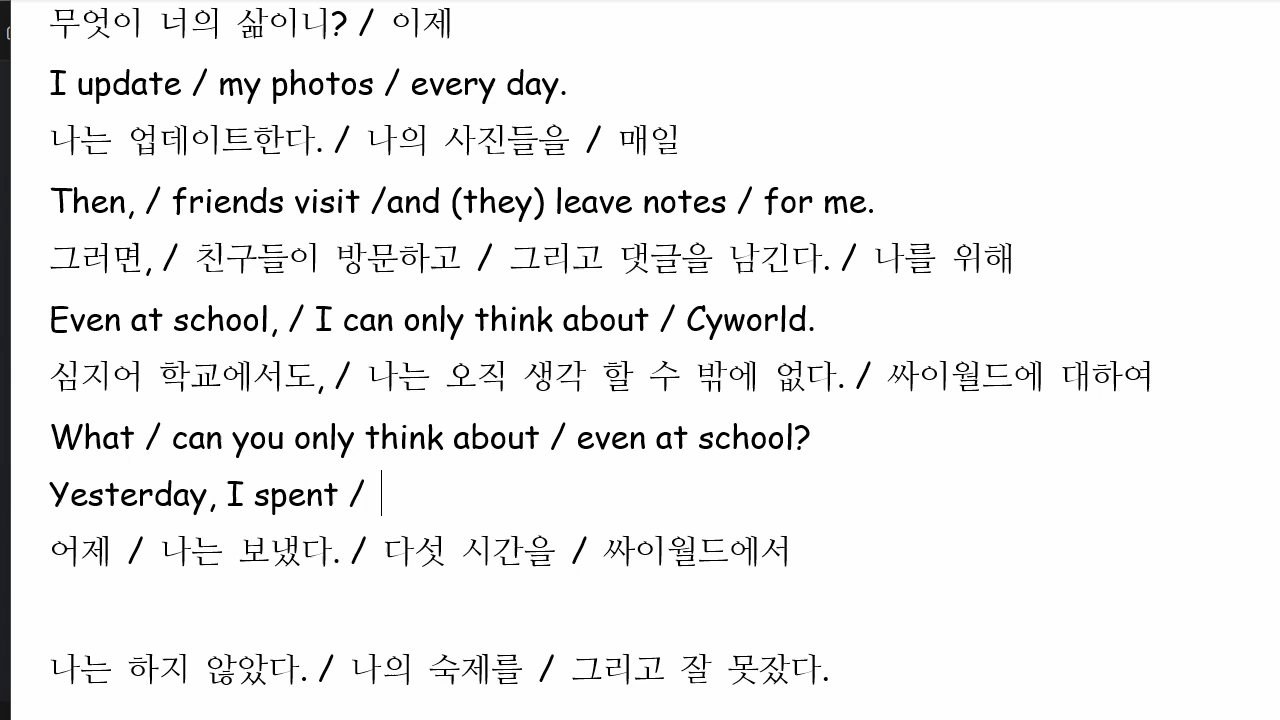 무엇이 너의 삶이니? / 이제
I update / my photos / every day.
나는 업데이트한다. / 나의 사진들을 / 매일
Then, / friends visit /and (they) leave notes / for me.
그러면, / 친구들이 방문하고 / 그리고 댓글을 남긴다. / 나를 위해
Even at school, / I can only think about / Cyworld.
심지어 학교에서도, / 나는 오직 생각 할 수 밖에 없다. / 싸이월드에 대하여
What / can you only think about / even at school?
Yesterday, I spent /
어제 / 나는 보냈다. / 다섯 시간을 / 싸이월드에서
나는 하지 않았다. / 나의 숙제를 / 그리고 잘 못잤다.